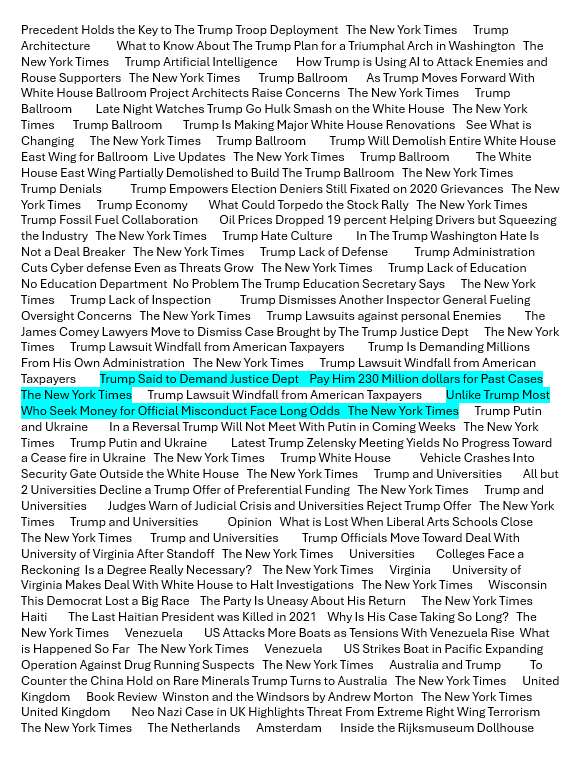 Precedent Holds the Key to The Trump Troop Deployment The New York Times Trump
Architecture What to Know About The Trump Plan for a Triumphal Arch in Washington The
New York Times Trump Artificial Intelligence How Trump is Using AI to Attack Enemies and
Rouse Supporters The New York Times Trump Ballroom As Trump Moves Forward With
White House Ballroom Project Architects Raise Concerns The New York Times Trump
Ballroom Late Night Watches Trump Go Hulk Smash on the White House The New York
Times Trump Ballroom Trump Is Making Major White House Renovations See What is
Changing The New York Times Trump Ballroom Trump Will Demolish Entire White House
East Wing for Ballroom Live Updates The New York Times Trump Ballroom The White
House East Wing Partially Demolished to Build The Trump Ballroom The New York Times
Trump Denials Trump Empowers Election Deniers Still Fixated on 2020 Grievances The New
York Times Trump Economy What Could Torpedo the Stock Rally The New York Times
Trump Fossil Fuel Collaboration Oil Prices Dropped 19 percent Helping Drivers but Squeezing
the Industry The New York Times Trump Hate Culture In The Trump Washington Hate Is
Not a Deal Breaker The New York Times Trump Lack of Defense Trump Administration
Cuts Cyber defense Even as Threats Grow The New York Times Trump Lack of Education
No Education Department No Problem The Trump Education Secretary Says The New York
Times Trump Lack of Inspection Trump Dismisses Another Inspector General Fueling
Oversight Concerns The New York Times Trump Lawsuits against personal Enemies The
James Comey Lawyers Move to Dismiss Case Brought by The Trump Justice Dept The New York
Times Trump Lawsuit Windfall from American Taxpayers Trump Is Demanding Millions
From His Own Administration The New York Times Trump Lawsuit Windfall from American
Taxpayers Trump Said to Demand Justice Dept Pay Him 230 Million dollars for Past Cases
The New York Times Trump Lawsuit Windfall from American Taxpayers Unlike Trump Most
Who Seek Money for Official Misconduct Face Long Odds The New York Times Trump Putin
and Ukraine In a Reversal Trump Will Not Meet With Putin in Coming Weeks The New York
Times Trump Putin and Ukraine Latest Trump Zelensky Meeting Yields No Progress Toward
a Cease fire in Ukraine The New York Times Trump White House Vehicle Crashes Into
Security Gate Outside the White House The New York Times Trump and Universities All but
2 Universities Decline a Trump Offer of Preferential Funding The New York Times Trump and
Universities Judges Warn of Judicial Crisis and Universities Reject Trump Offer The New York
Times Trump and Universities Opinion What is Lost When Liberal Arts Schools Close
The New York Times Trump and Universities Trump Officials Move Toward Deal With
University of Virginia After Standoff The New York Times Universities Colleges Face a
Reckoning Is a Degree Really Necessary? The New York Times Virginia University of
Virginia Makes Deal With White House to Halt Investigations The New York Times Wisconsin
This Democrat Lost a Big Race The Party Is Uneasy About His Return The New York Times
Haiti The Last Haitian President was Killed in 2021 Why Is His Case Taking So Long? The
New York Times Venezuela US Attacks More Boats as Tensions With Venezuela Rise What
is Happened So Far The New York Times Venezuela US Strikes Boat in Pacific Expanding
Operation Against Drug Running Suspects The New York Times Australia and Trump To
Counter the China Hold on Rare Minerals Trump Turns to Australia The New York Times United
Kingdom Book Review Winston and the Windsors by Andrew Morton The New York Times
United Kingdom Neo Nazi Case in UK Highlights Threat From Extreme Right Wing Terrorism
The New York Times The Netherlands Amsterdam Inside the Rijksmuseum Dollhouse